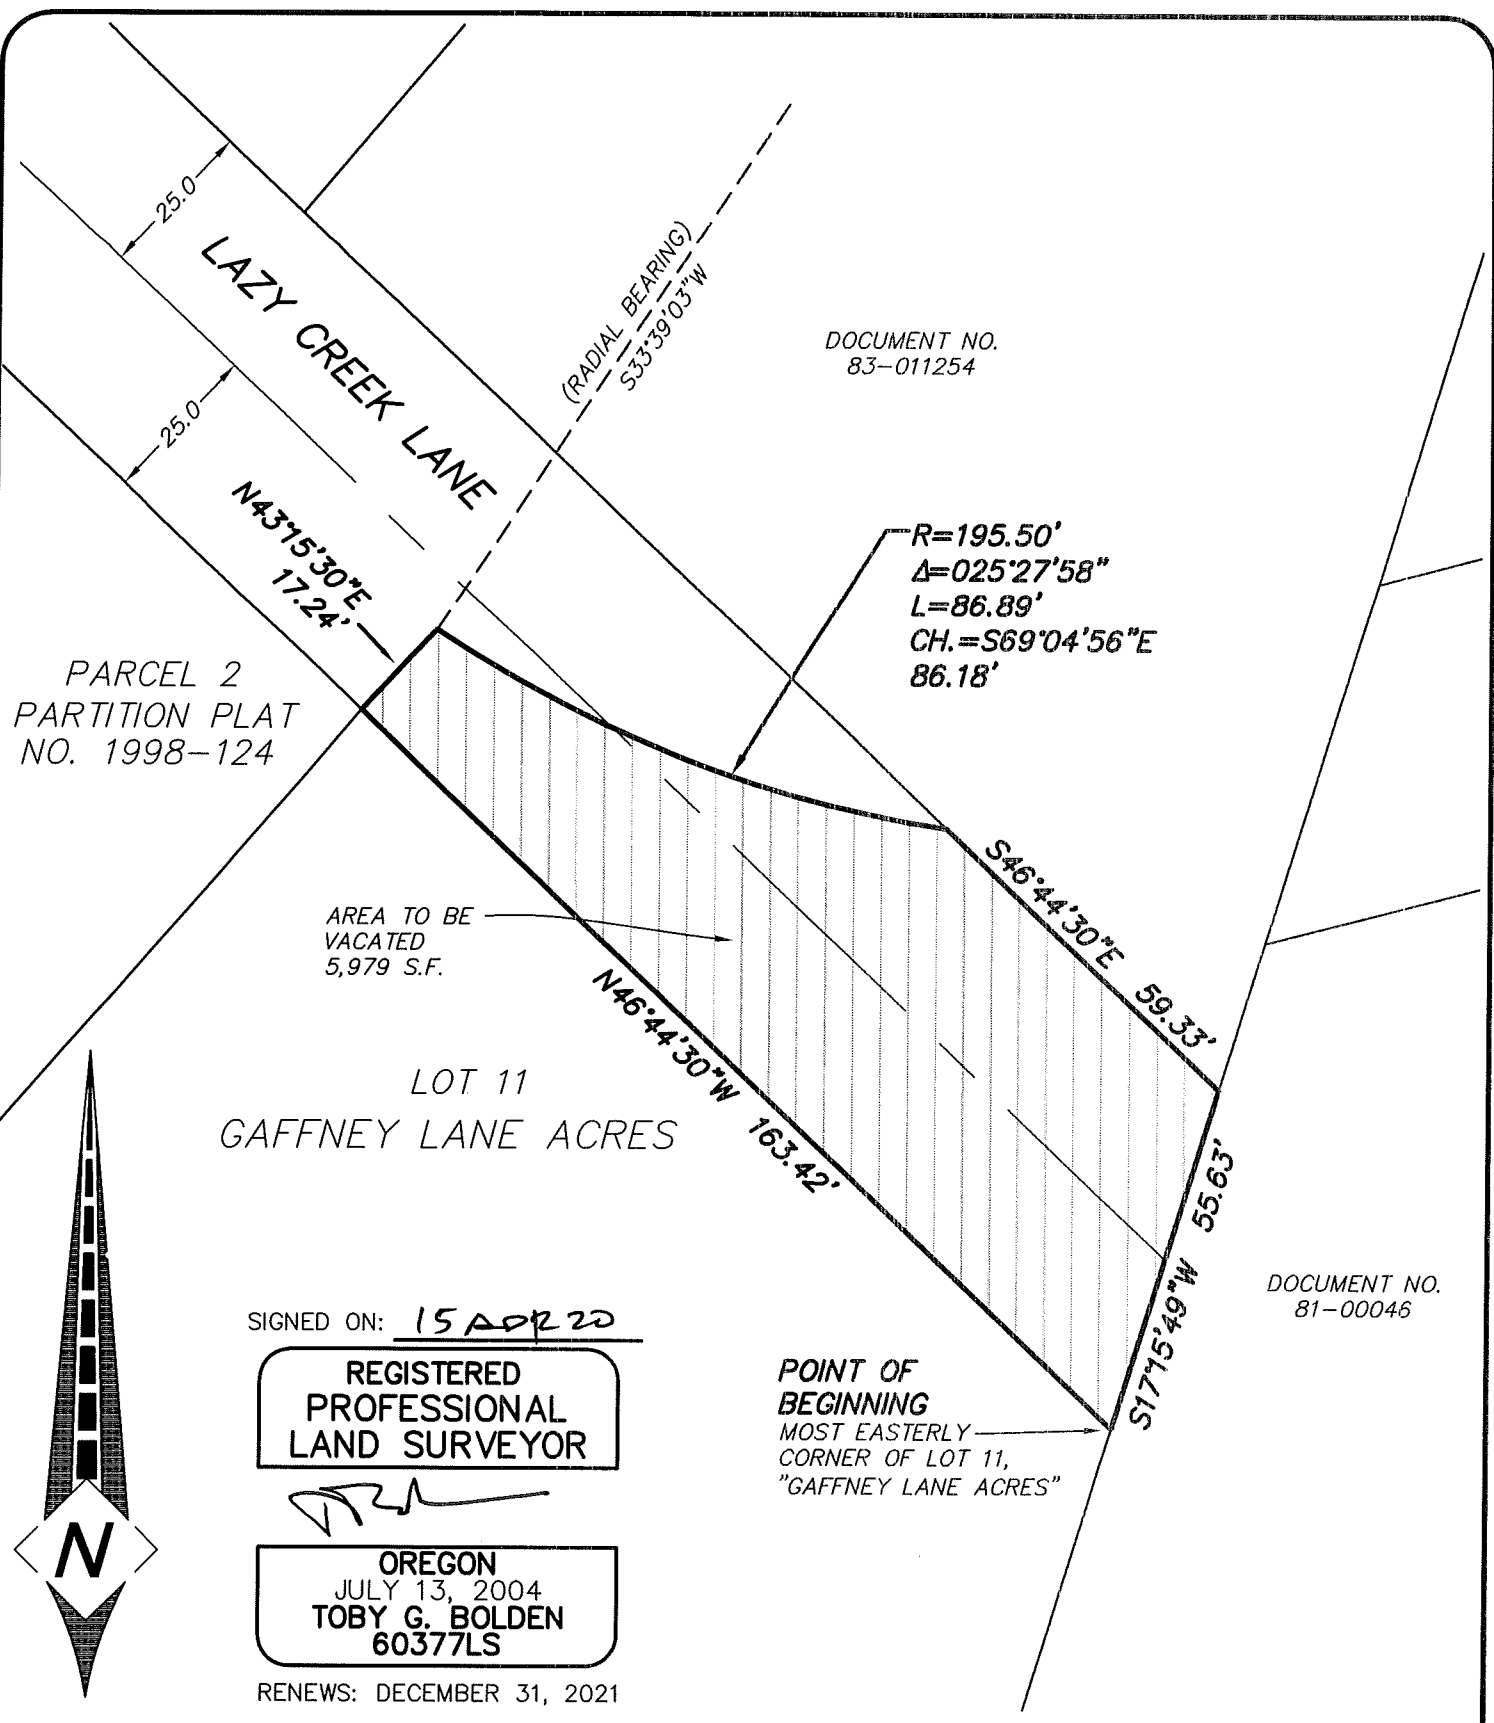 25.0
LAZY CREEK LANE
(RADIAL BEARING)
S33°39'03"W
DOCUMENT NO.
83-011254
25.0
N43°15'30"E
17.24'
R=195.50'
Δ=025°27'58"
L=86.89'
CH.=S69°04'56"E
86.18'
PARCEL 2
PARTITION PLAT
NO. 1998-124
S46°44'30"E 59.33'
AREA TO BE
VACATED
5,979 S.F.
N46°44'30"W 163.42'
LOT 11
GAFFNEY LANE ACRES
S17°15'49"W 55.63'
DOCUMENT NO.
81-00046
SIGNED ON: 15 APR 20
REGISTERED
PROFESSIONAL
LAND SURVEYOR
POINT OF
BEGINNING
MOST EASTERLY
CORNER OF LOT 11,
"GAFFNEY LANE ACRES"
N
OREGON
JULY 13, 2004
TOBY G. BOLDEN
60377LS
RENEWS: DECEMBER 31, 2021